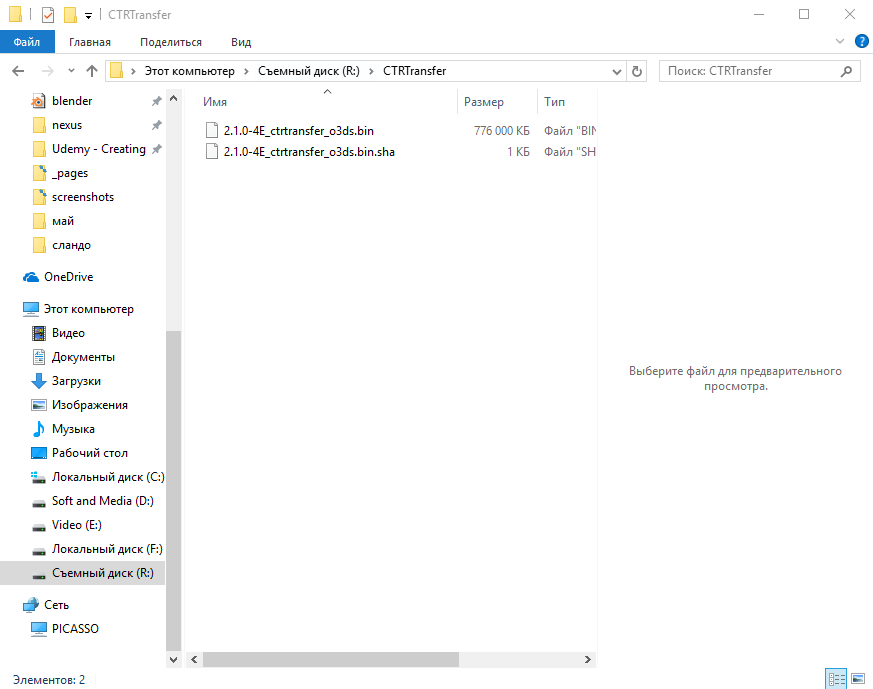 CTRTransfer
Файл Главная Поделиться Вид
Этот компьютер Съемный диск (R:) CTRTransfer Поиск: CTRTransfer
blender
nexus
Udemy - Creating
_pages
screenshots
май
сландо
OneDrive
Этот компьютер
Видео
Документы
Загрузки
Изображения
Музыка
Рабочий стол
Локальный диск (C:)
Soft and Media (D:)
Video (E:)
Локальный диск (F:)
Съемный диск (R:)
Сеть
PICASSO
Имя Размер Тип
2.1.0-4E_ctrtransfer_o3ds.bin 776 000 КБ Файл "BIN
2.1.0-4E_ctrtransfer_o3ds.bin.sha 1 КБ Файл "SH
Выберите файл для предварительного
просмотра.
Элементов: 2